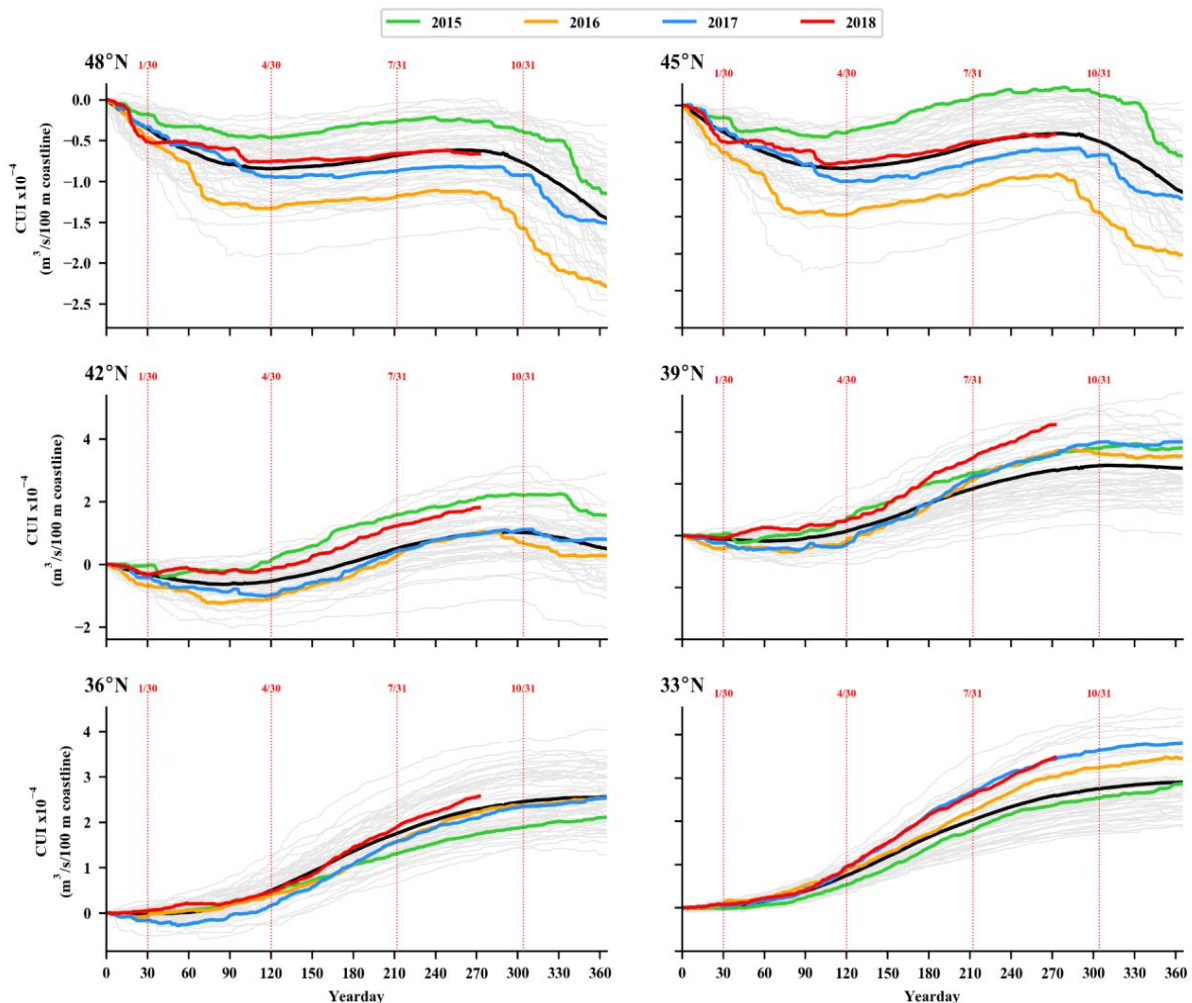 2015 2016 2017 2018
48°N
1/30 4/30 7/31 10/31
0.0
−0.5
−1.0
−1.5
−2.0
−2.5
CUI x10⁻⁴
(m³/s/100 m coastline)
45°N
1/30 4/30 7/31 10/31
42°N
1/30 4/30 7/31 10/31
4
2
0
−2
CUI x10⁻⁴
(m³/s/100 m coastline)
39°N
1/30 4/30 7/31 10/31
36°N
1/30 4/30 7/31 10/31
4
3
2
1
0
CUI x10⁻⁴
(m³/s/100 m coastline)
0 30 60 90 120 150 180 210 240 270 300 330 360
Yearday
33°N
1/30 4/30 7/31 10/31
0 30 60 90 120 150 180 210 240 270 300 330 360
Yearday